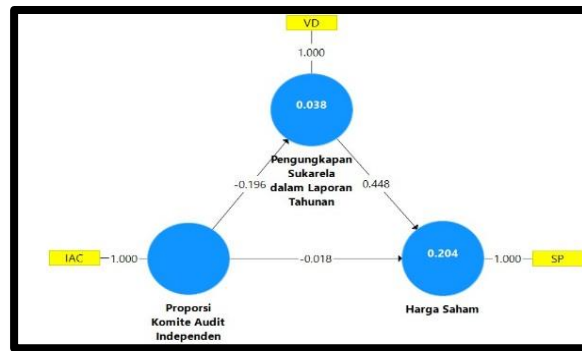 VD
1.000
0.038
Pengungkapan
Sukarela
dalam Laporan
Tahunan
-0.196
0.448
IAC
1.000
-0.018
0.204
1.000
SP
Proporsi
Komite Audit
Independen
Harga Saham